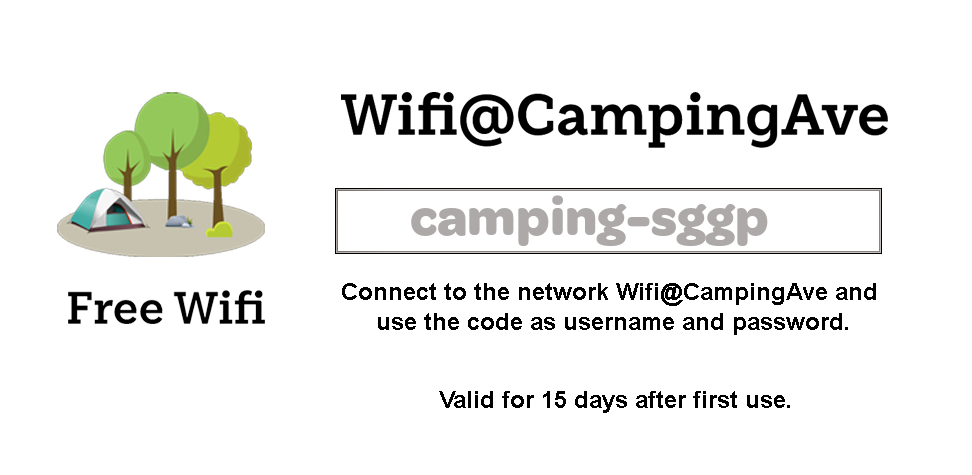 Wifi@CampingAve
camping-sggp
Free Wifi
Connect to the network Wifi@CampingAve and
use the code as username and password.
Valid for 15 days after first use.